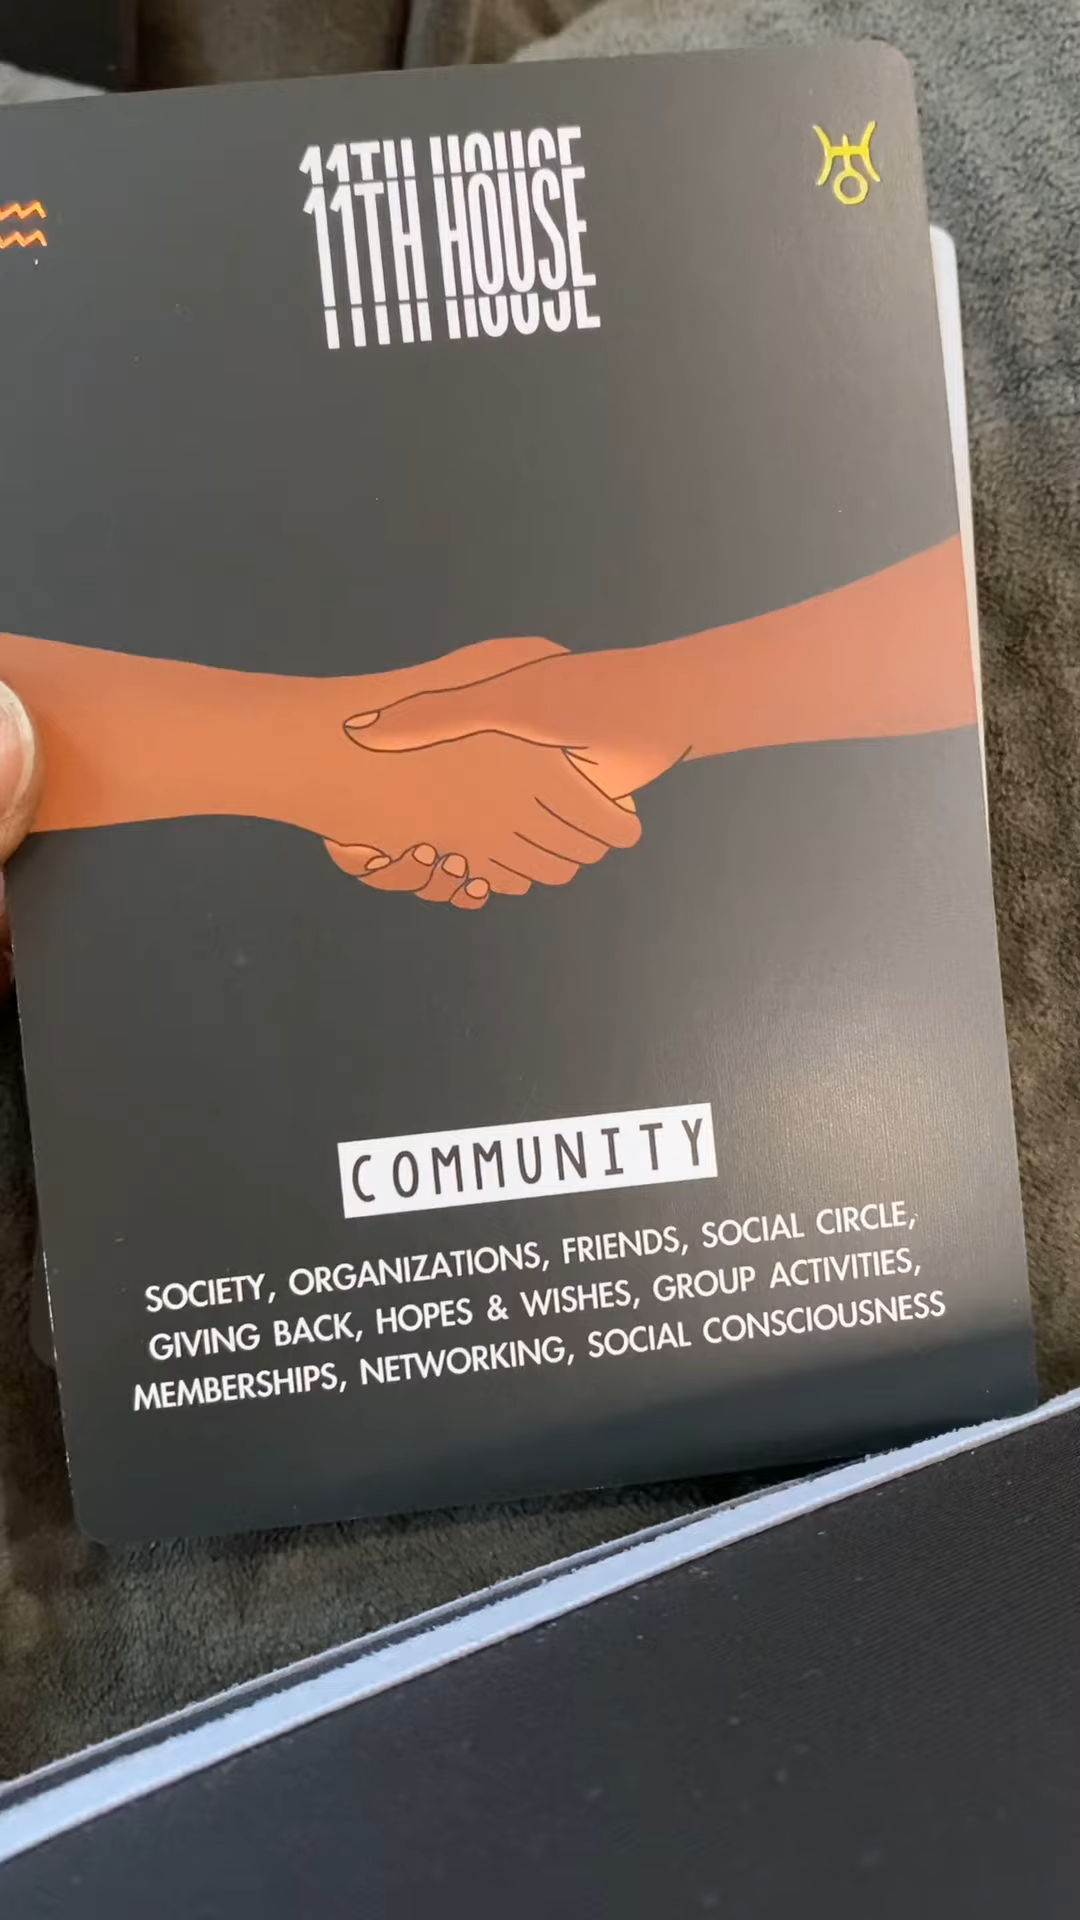 11TH HOUSE
COMMUNITY
SOCIETY, ORGANIZATIONS, FRIENDS, SOCIAL CIRCLE,
GIVING BACK, HOPES & WISHES, GROUP ACTIVITIES,
MEMBERSHIPS, NETWORKING, SOCIAL CONSCIOUSNESS